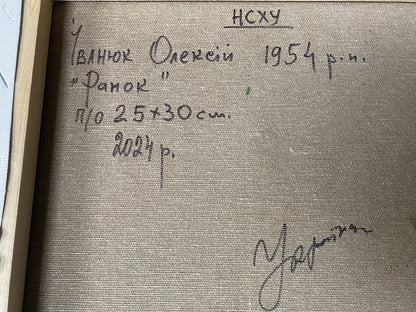 НСХУ
Іванюк Олексій 1954 р.н.
"Ранок"
п/о 25×30 см.
2024 р.